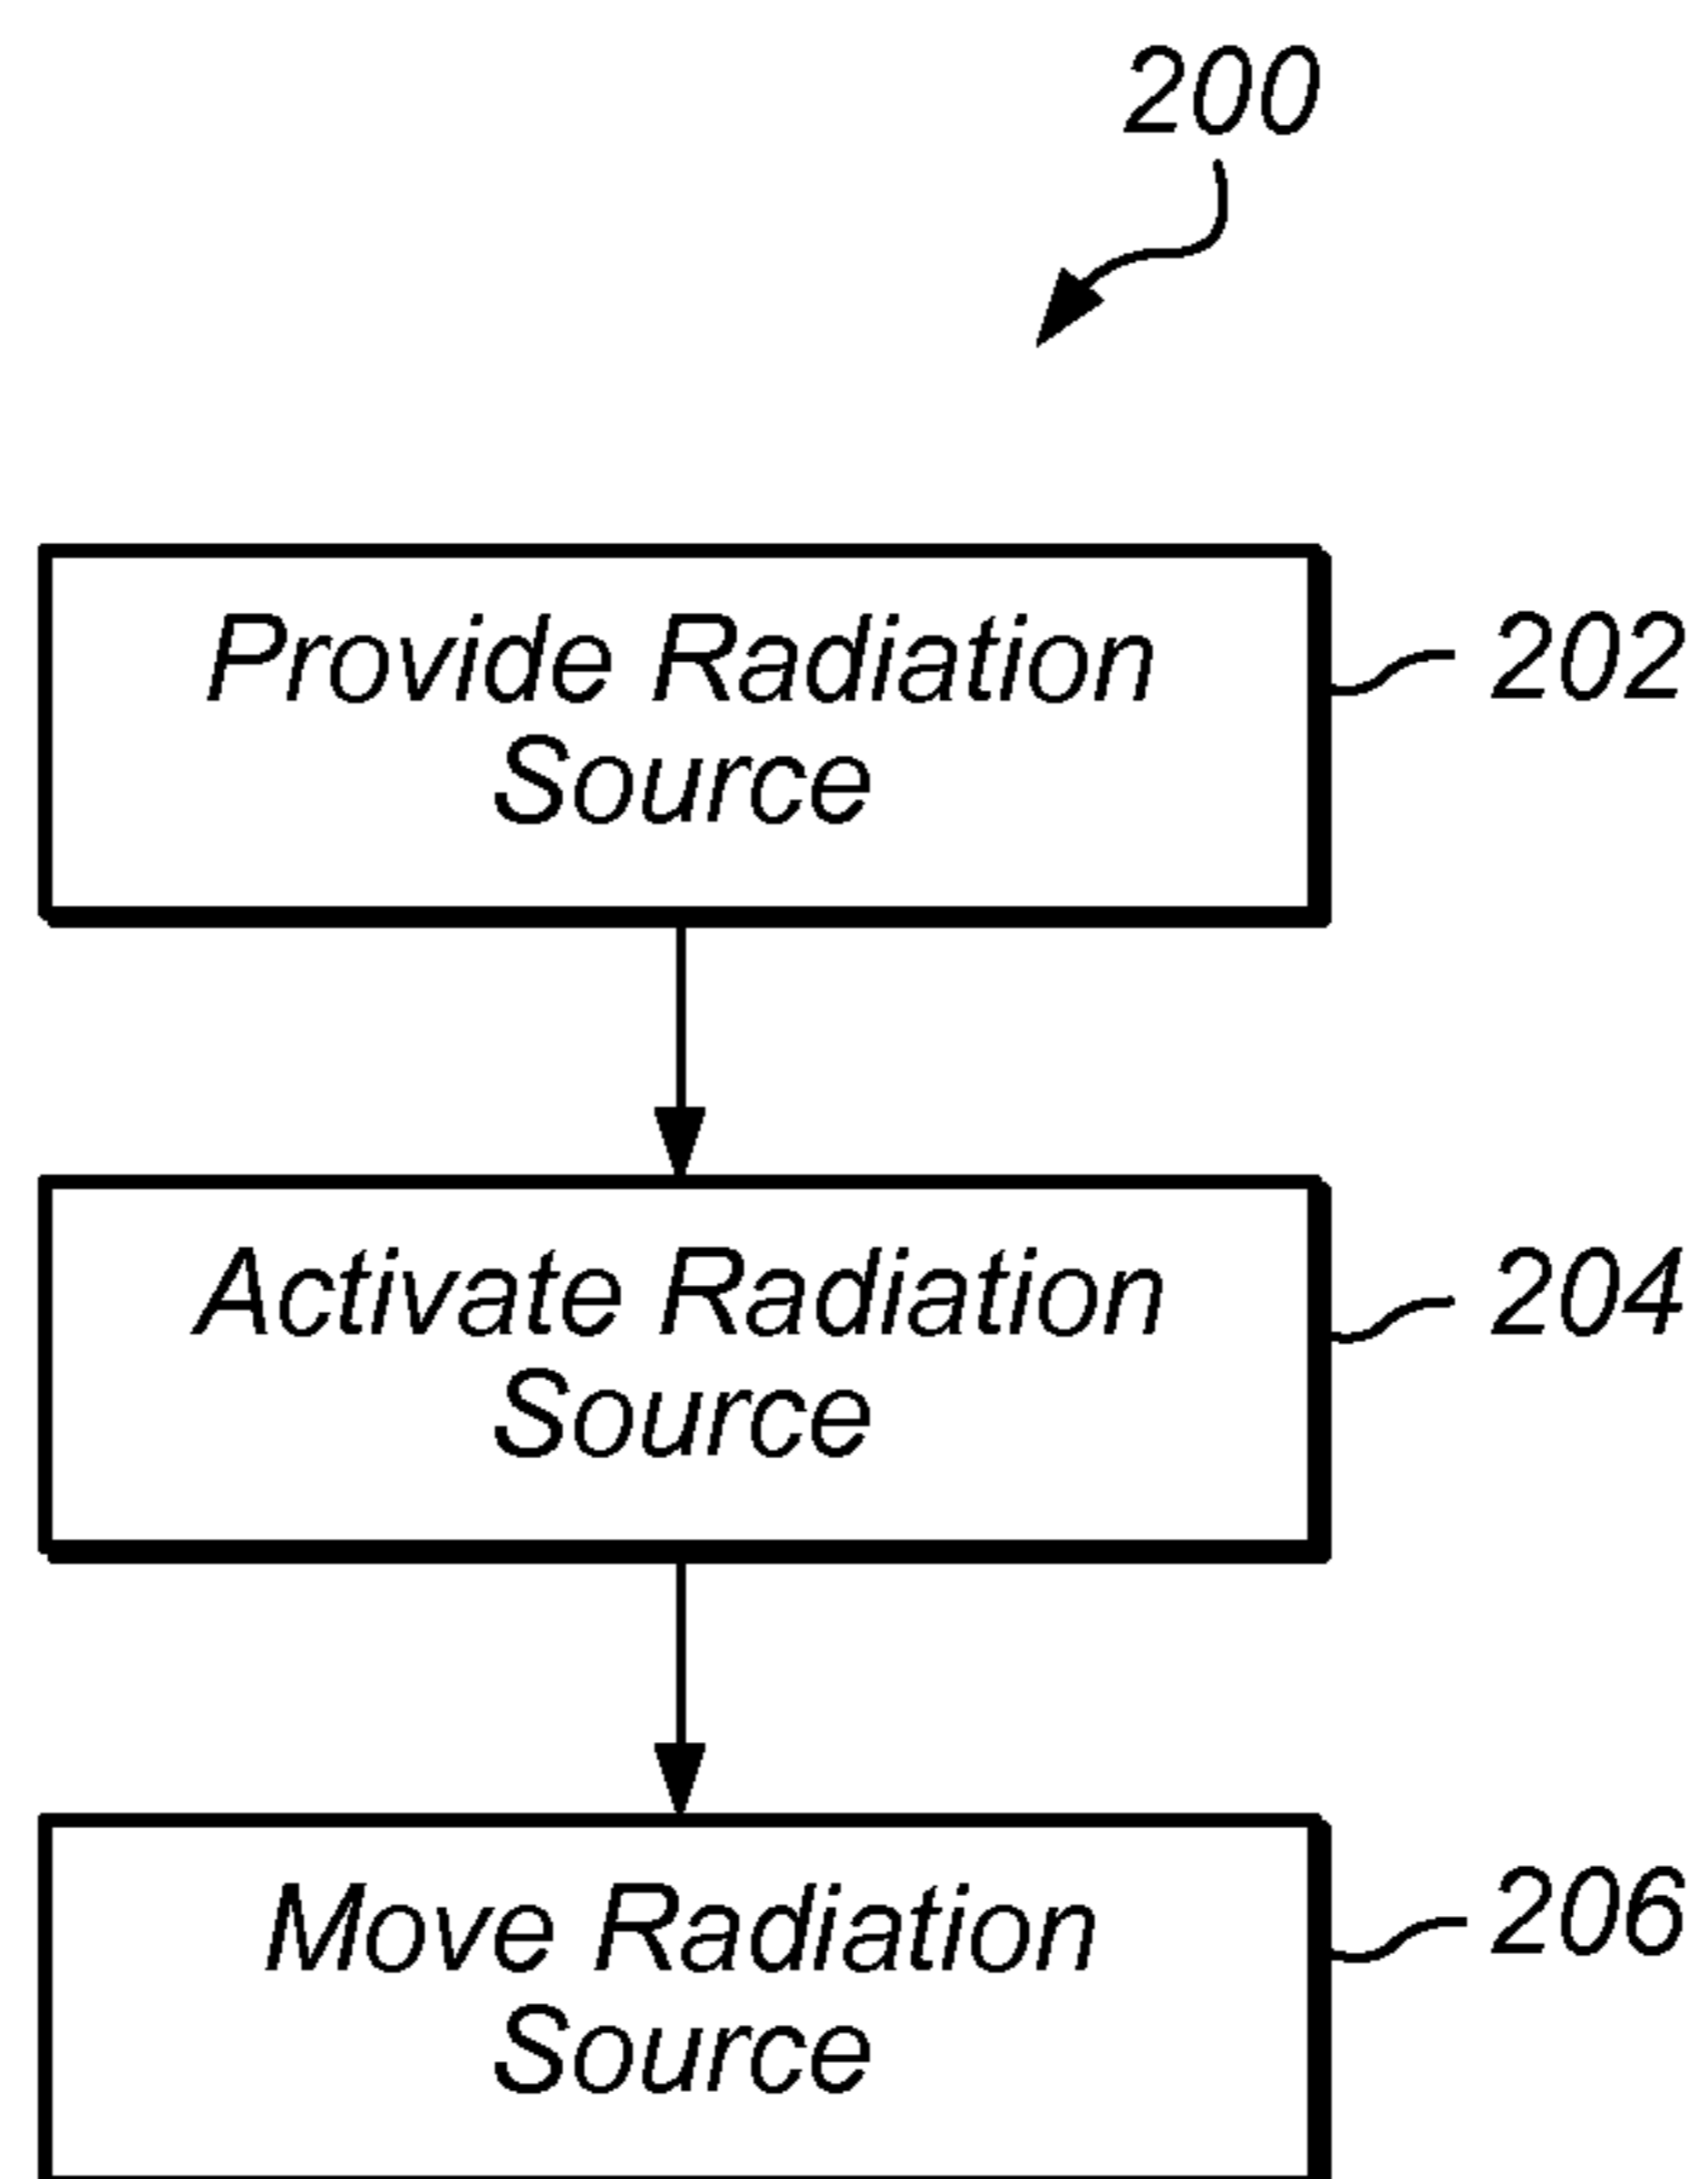 200
Provide Radiation
Source
202
Activate Radiation
Source
204
Move Radiation
Source
206